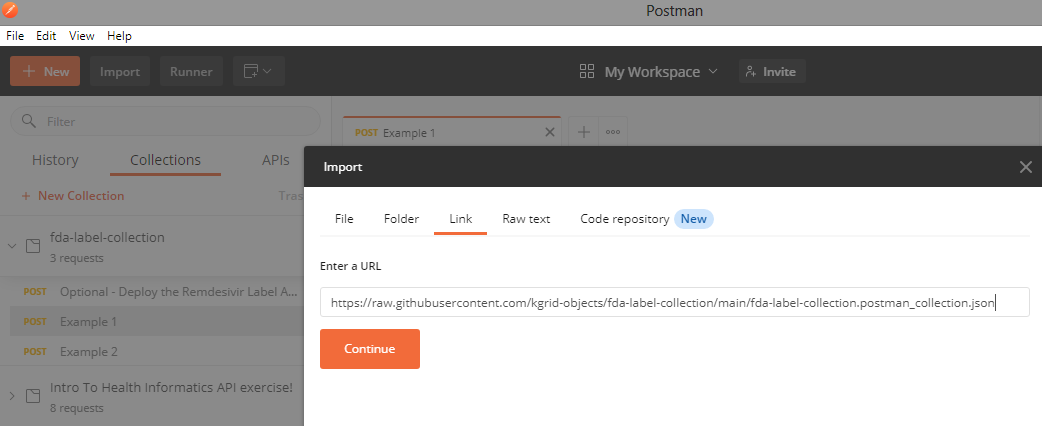 Postman
File Edit View Help
New Import Runner My Workspace Invite
Filter
POST Example 1
History Collections APIs
New Collection Tras
fda-label-collection
3 requests
POST Optional - Deploy the Remdesivir Label A...
POST Example 1
POST Example 2
Intro To Health Informatics API exercise!
8 requests
Import
File Folder Link Raw text Code repository New
Enter a URL
https://raw.githubusercontent.com/kgrid-objects/fda-label-collection/main/fda-label-collection.postman_collection.json
Continue